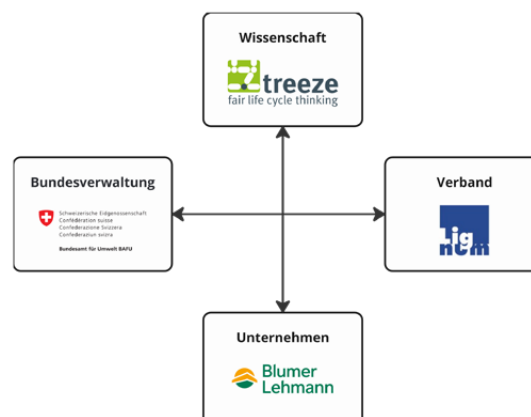 Wissenschaft
treeze
fair life cycle thinking
Bundesverwaltung
Schweizerische Eidgenossenschaft
Confédération suisse
Confederazione Svizzera
Confederaziun svizra
Bundesamt für Umwelt BAFU
Verband
Lig
num
Unternehmen
Blumer
Lehmann